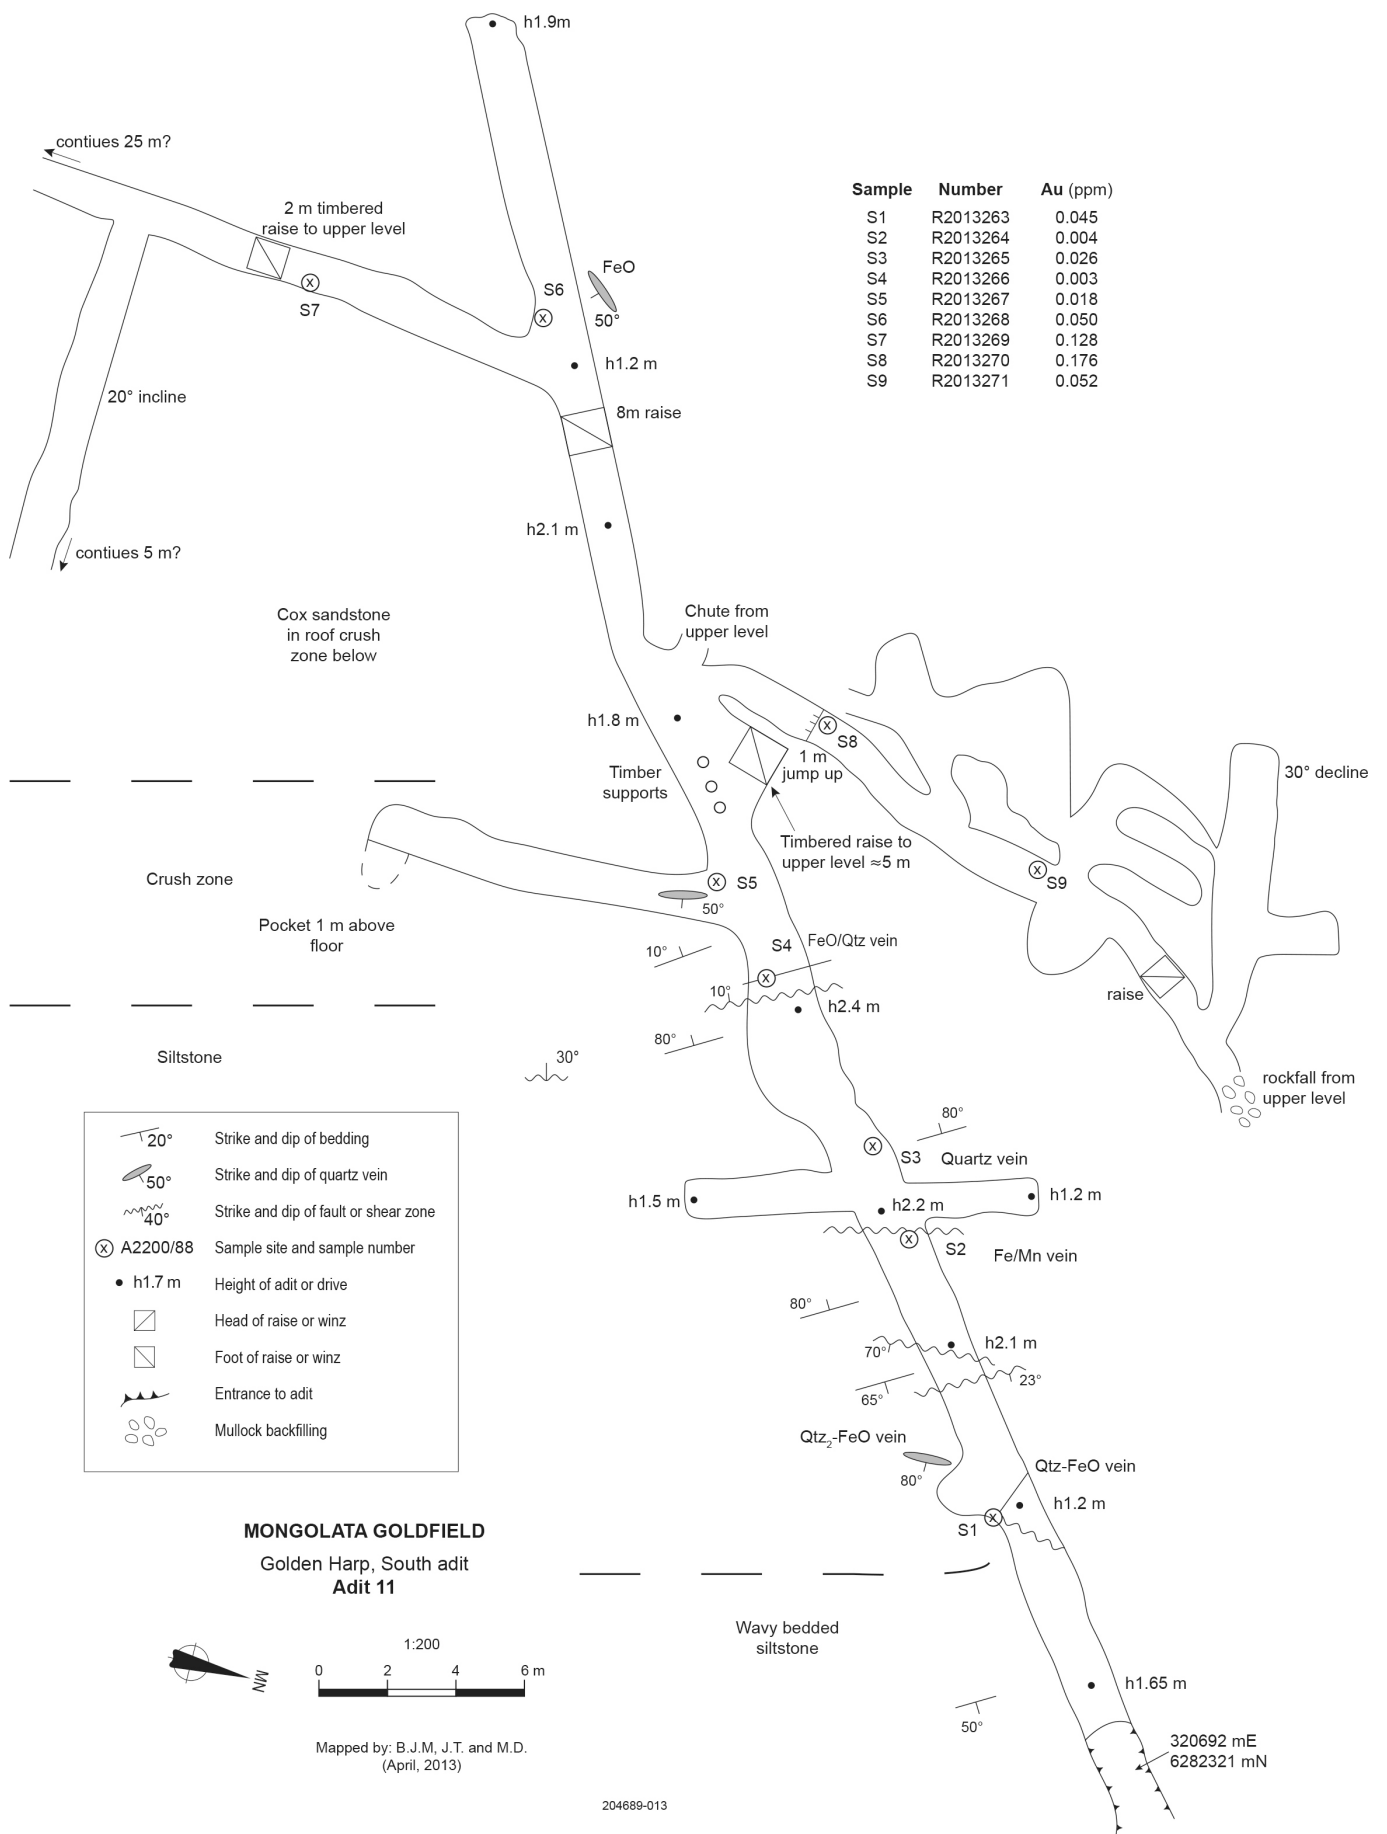 h1.9m
contiues 25 m?
2 m timbered
raise to upper level
S7
S6
FeO
50°
h1.2 m
20° incline
8m raise
h2.1 m
contiues 5 m?
Sample Number Au (ppm)
S1 R2013263 0.045
S2 R2013264 0.004
S3 R2013265 0.026
S4 R2013266 0.003
S5 R2013267 0.018
S6 R2013268 0.050
S7 R2013269 0.128
S8 R2013270 0.176
S9 R2013271 0.052
Cox sandstone
in roof crush
zone below
Chute from
upper level
h1.8 m
S8
1 m
jump up
Timber
supports
30° decline
Timbered raise to
upper level ≈5 m
Crush zone
S5
50°
S9
Pocket 1 m above
floor
S4
FeO/Qtz vein
10°
10°
h2.4 m
raise
80°
Siltstone
30°
rockfall from
upper level
80°
S3
Quartz vein
h1.5 m
h2.2 m
h1.2 m
S2
Fe/Mn vein
80°
h2.1 m
70°
23°
65°
Qtz2-FeO vein
80°
Qtz-FeO vein
h1.2 m
S1
20° Strike and dip of bedding
50° Strike and dip of quartz vein
40° Strike and dip of fault or shear zone
x A2200/88 Sample site and sample number
h1.7 m Height of adit or drive
Head of raise or winz
Foot of raise or winz
Entrance to adit
Mullock backfilling
MONGOLATA GOLDFIELD
Golden Harp, South adit
Adit 11
Wavy bedded
siltstone
1:200
0 2 4 6 m
MN
h1.65 m
50°
320692 mE
6282321 mN
Mapped by: B.J.M, J.T. and M.D.
(April, 2013)
204689-013